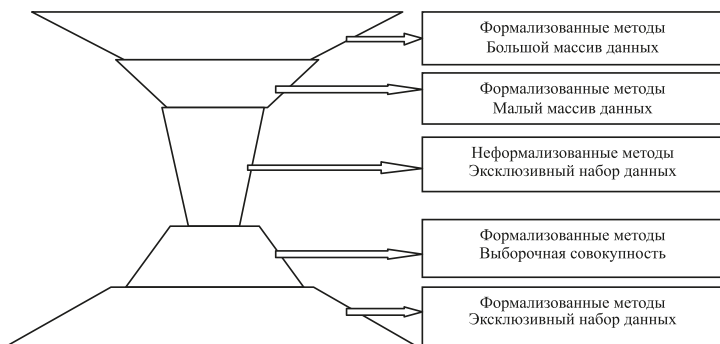 Формализованные методы
Большой массив данных
Формализованные методы
Малый массив данных
Неформализованные методы
Эксклюзивный набор данных
Формализованные методы
Выборочная совокупность
Формализованные методы
Эксклюзивный набор данных